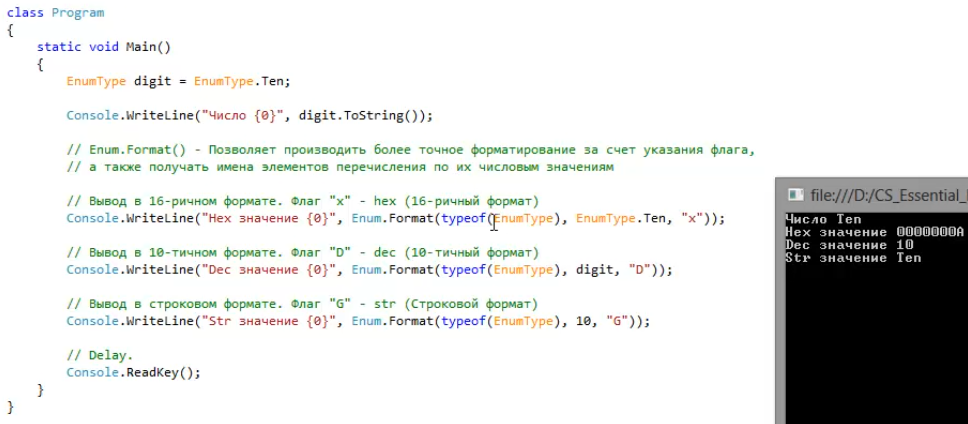 class Program
{
static void Main()
{
EnumType digit = EnumType.Ten;
Console.WriteLine("Число {0}", digit.ToString());
// Enum.Format() - Позволяет производить более точное форматирование за счет указания флага,
// а также получать имена элементов перечисления по их числовым значениям
// Вывод в 16-ричном формате. Флаг "x" - hex (16-ричный формат)
Console.WriteLine("Hex значение {0}", Enum.Format(typeof(EnumType), EnumType.Ten, "x"));
// Вывод в 10-тичном формате. Флаг "D" - dec (10-тичный формат)
Console.WriteLine("Dec значение {0}", Enum.Format(typeof(EnumType), digit, "D"));
// Вывод в строковом формате. Флаг "G" - str (Строковой формат)
Console.WriteLine("Str значение {0}", Enum.Format(typeof(EnumType), 10, "G"));
// Delay.
Console.ReadKey();
}
}
file:///D:/CS_Essential_
Число Ten
Hex значение 0000000A
Dec значение 10
Str значение Ten